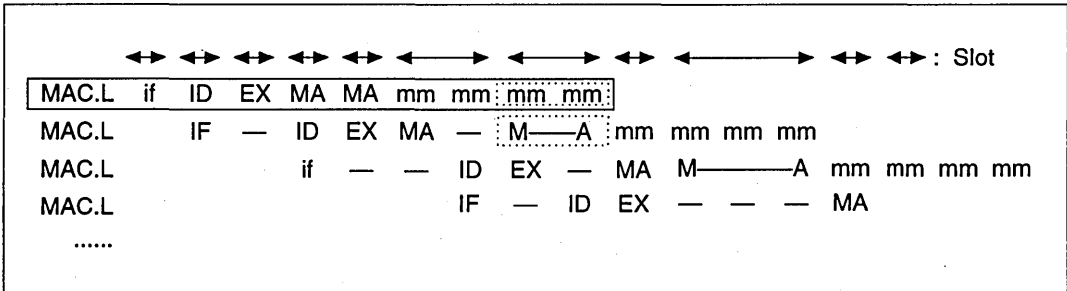 : Slot
MAC.L if ID EX MA MA mm mm mm mm
MAC.L IF — ID EX MA — M——A mm mm mm mm
MAC.L if — — ID EX — MA M————A mm mm mm mm
MAC.L IF — ID EX — — — MA
......